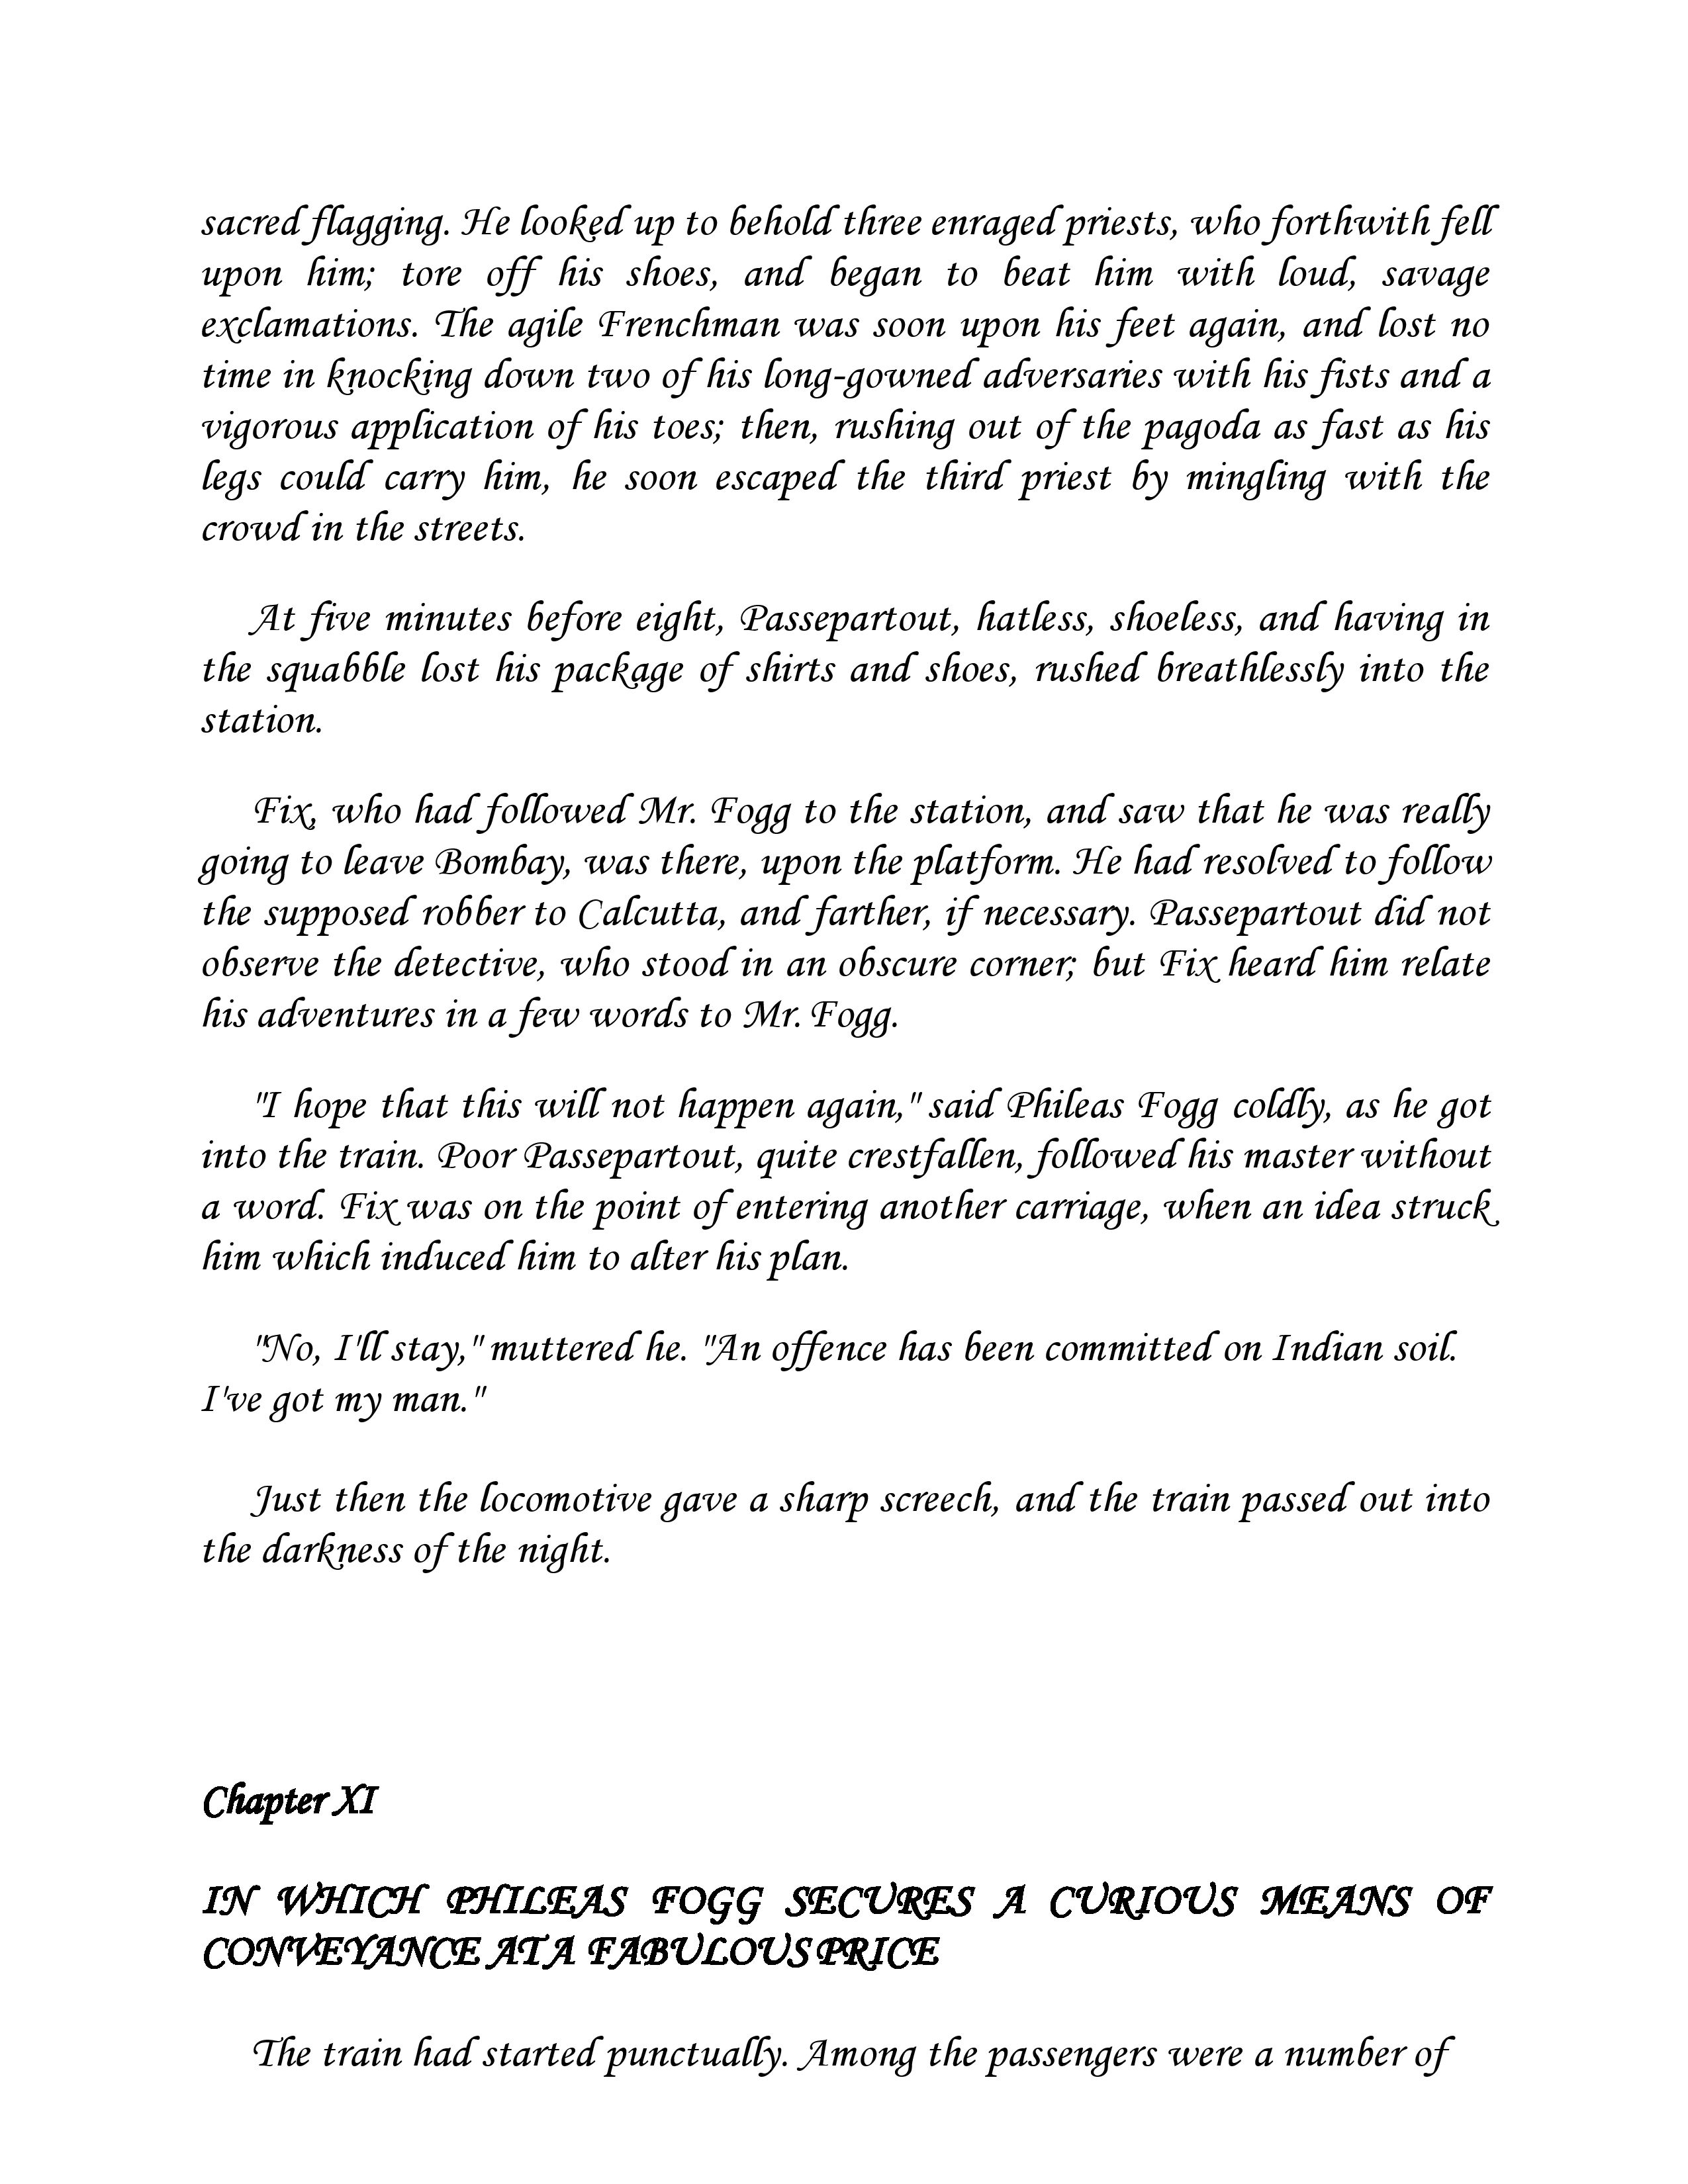 sacred flagging. He looked up to behold three enraged priests, who forthwith fell
upon him; tore off his shoes, and began to beat him with loud, savage
exclamations. The agile Frenchman was soon upon his feet again, and lost no
time in knocking down two of his long-gowned adversaries with his fists and a
vigorous application of his toes; then, rushing out of the pagoda as fast as his
legs could carry him, he soon escaped the third priest by mingling with the
crowd in the streets.
At five minutes before eight, Passepartout, hatless, shoeless, and having in
the squabble lost his package of shirts and shoes, rushed breathlessly into the
station.
Fix, who had followed Mr. Fogg to the station, and saw that he was really
going to leave Bombay, was there, upon the platform. He had resolved to follow
the supposed robber to Calcutta, and farther, if necessary. Passepartout did not
observe the detective, who stood in an obscure corner; but Fix heard him relate
his adventures in a few words to Mr. Fogg.
"I hope that this will not happen again," said Phileas Fogg coldly, as he got
into the train. Poor Passepartout, quite crestfallen, followed his master without
a word. Fix was on the point of entering another carriage, when an idea struck
him which induced him to alter his plan.
"No, I'll stay," muttered he. "An offence has been committed on Indian soil.
I've got my man."
Just then the locomotive gave a sharp screech, and the train passed out into
the darkness of the night.
Chapter XI
IN WHICH PHILEAS FOGG SECURES A CURIOUS MEANS OF
CONVEYANCE AT A FABULOUS PRICE
The train had started punctually. Among the passengers were a number of